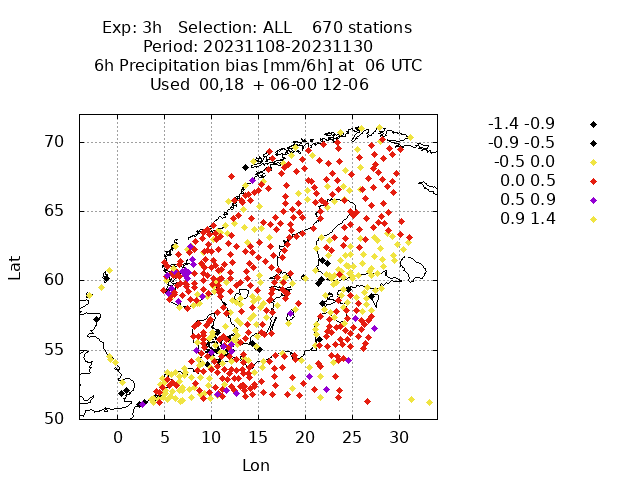 Exp: 3h   Selection: ALL    670 stations
Period: 20231108-20231130
6h Precipitation bias [mm/6h] at  06 UTC
Used 00,18  + 06-00 12-06
-1.4 -0.9
-0.9 -0.5
-0.5 0.0
0.0 0.5
0.5 0.9
0.9 1.4
70
65
60
55
50
Lat
0 5 10 15 20 25 30
Lon